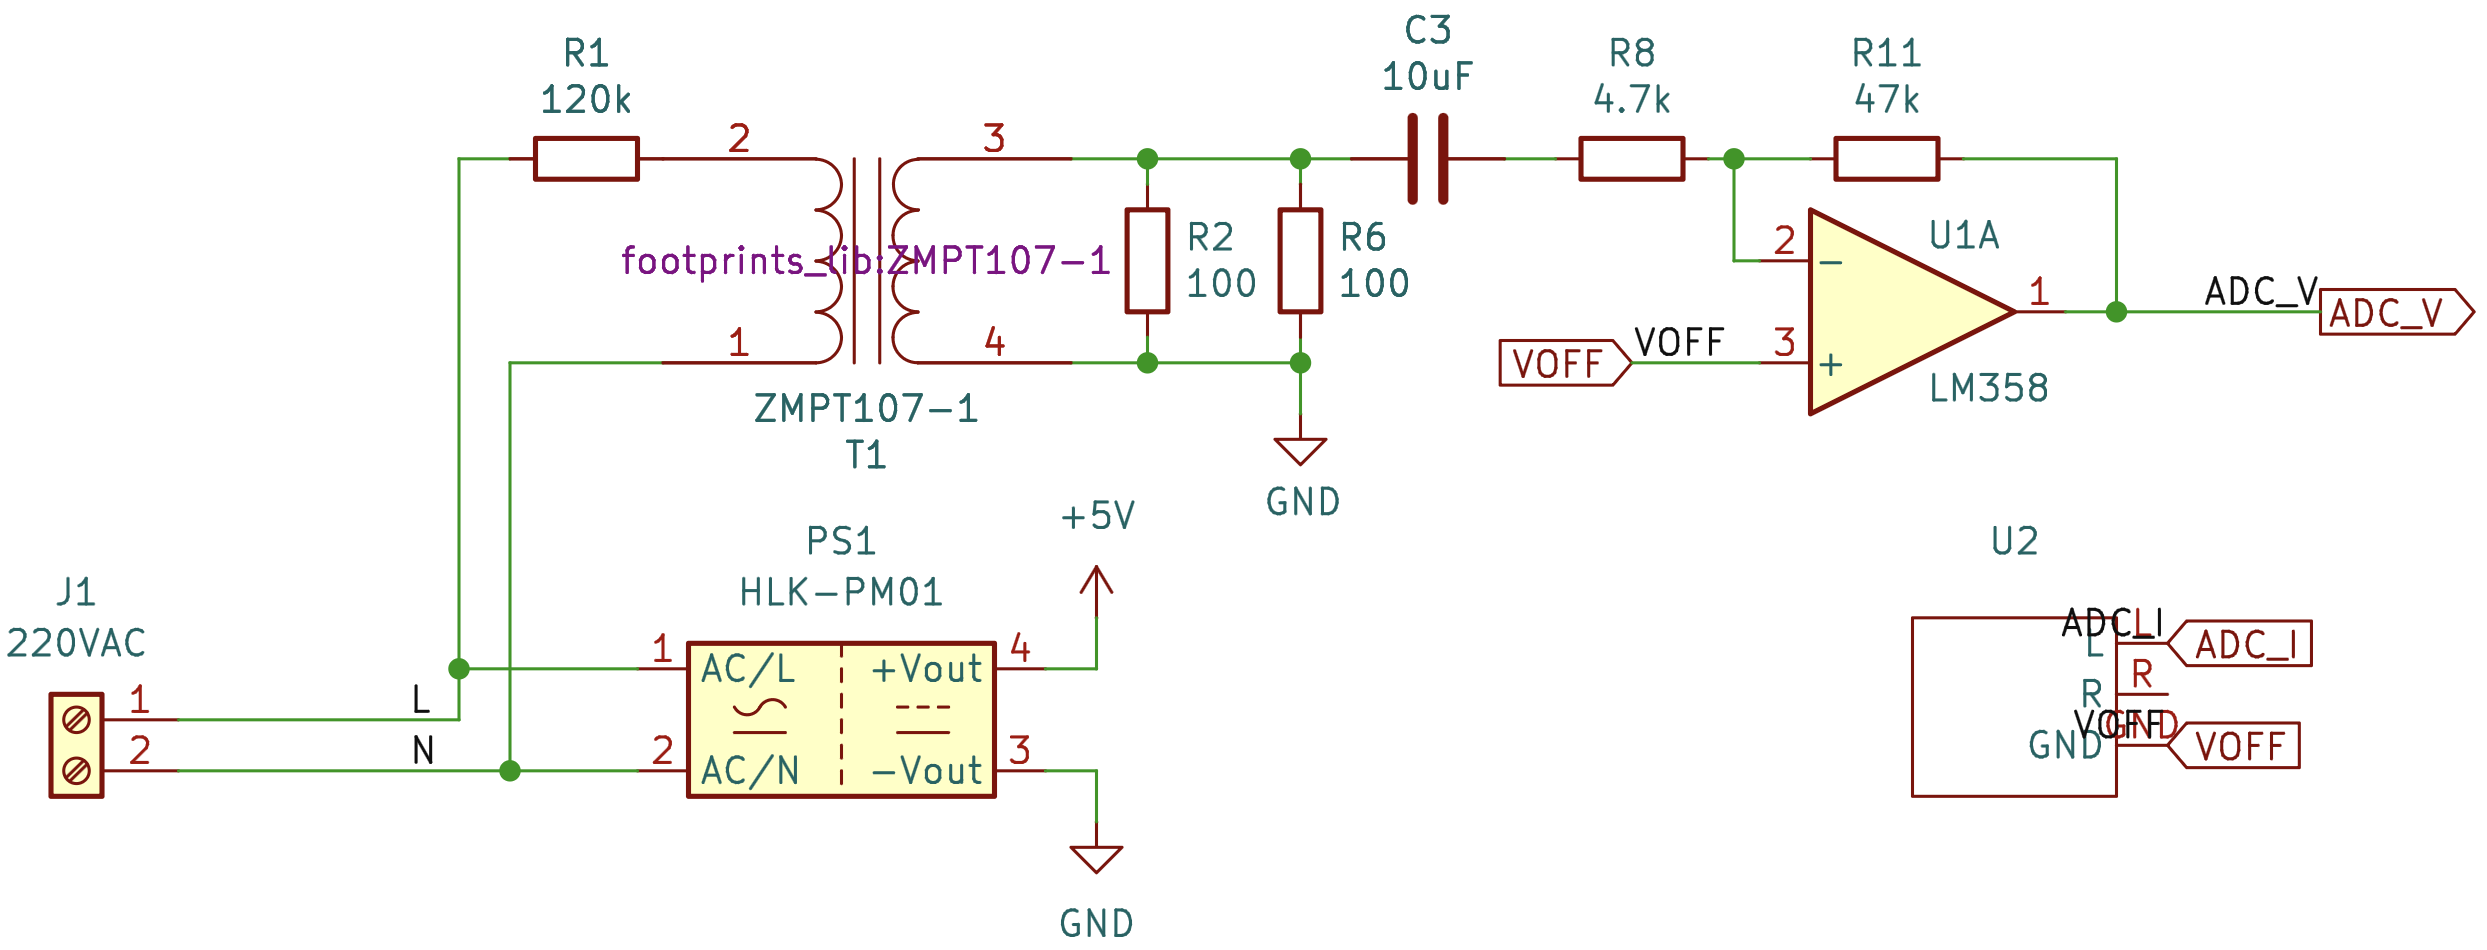 R1
120k
2
footprints_lib:ZMPT107-1
1
ZMPT107-1
T1
3
4
R2
100
R6
100
GND
C3
10uF
R8
4.7k
R11
47k
2
-
U1A
VOFF
VOFF
3
+
LM358
1
ADC_V
ADC_V
J1
220VAC
1
2
L
N
PS1
HLK-PM01
1
AC/L
+Vout
4
2
AC/N
-Vout
3
+5V
GND
U2
ADC_I
L
L
ADC_I
R
R
VOFF
GND
GND
VOFF